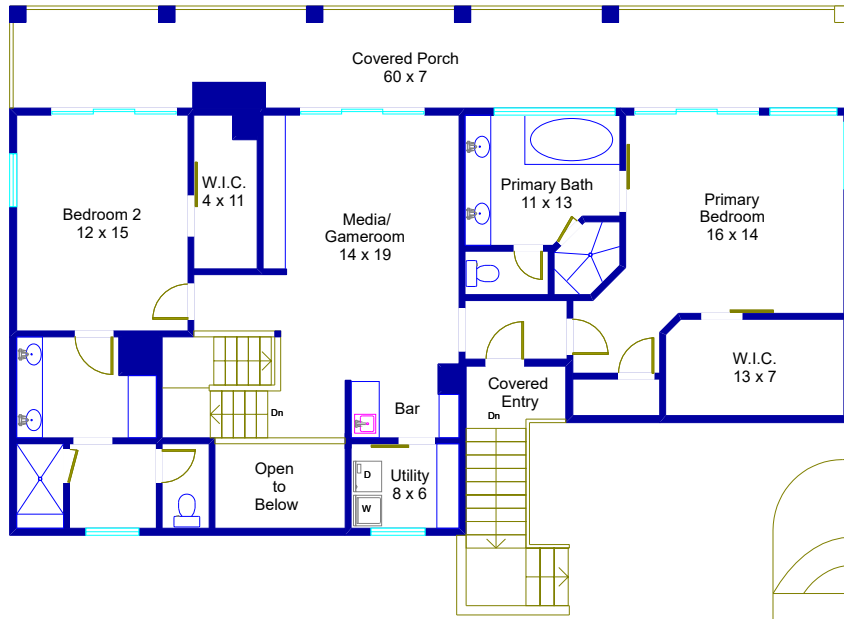 Covered Porch
60 x 7
W.I.C.
4 x 11
Bedroom 2
12 x 15
Media/
Gameroom
14 x 19
Primary Bath
11 x 13
Primary
Bedroom
16 x 14
W.I.C.
13 x 7
Covered
Entry
Dn
Dn
Bar
Open
to
Below
Utility
8 x 6
D
W